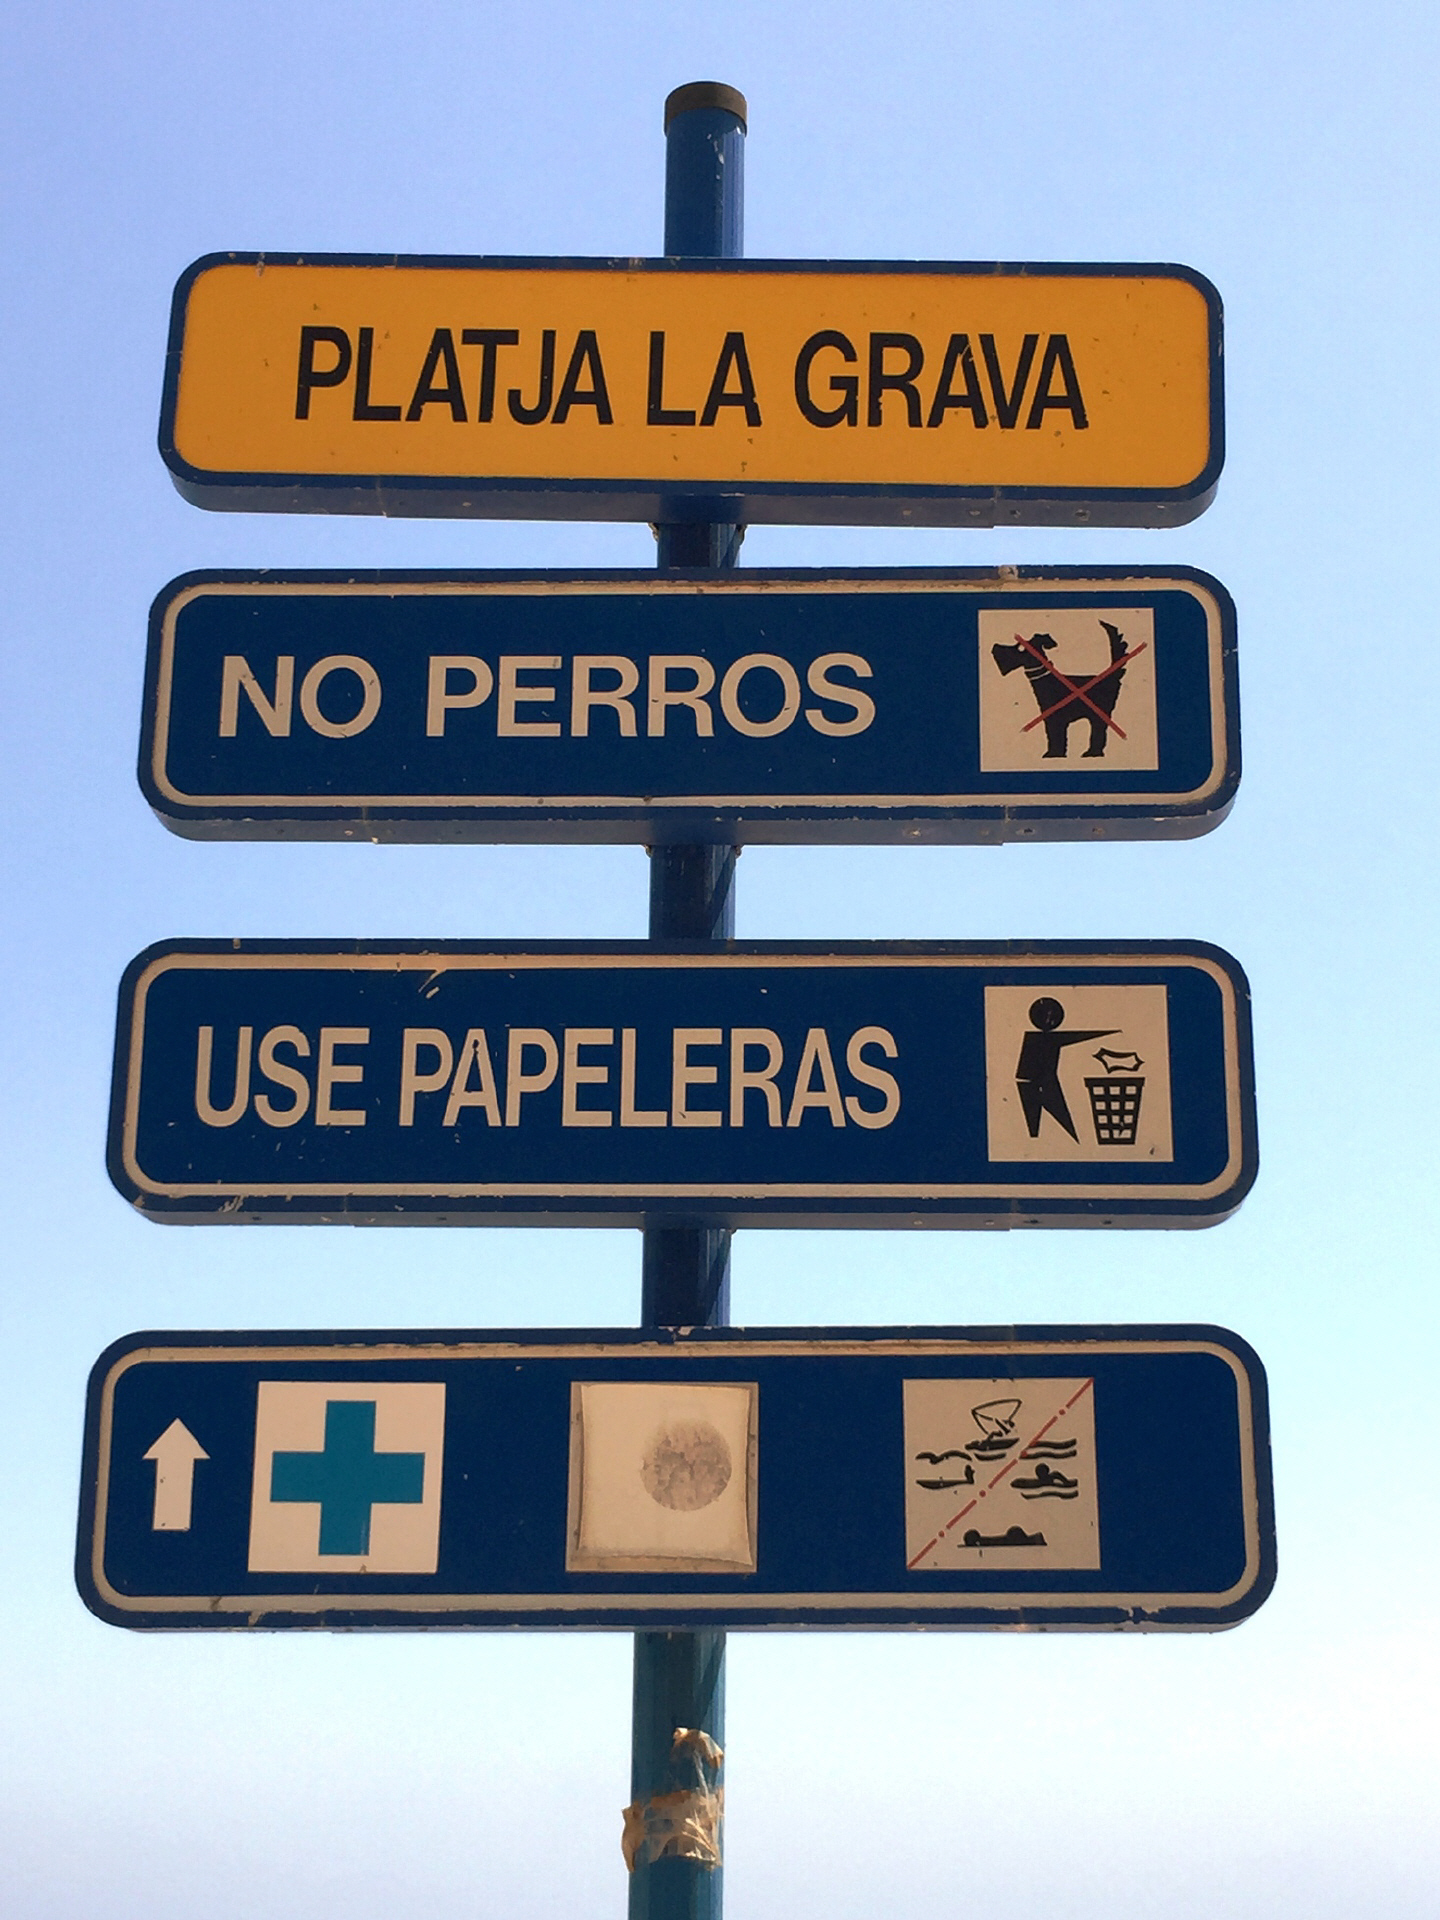 PLATJA LA GRAVA
NO PERROS
USE PAPELERAS